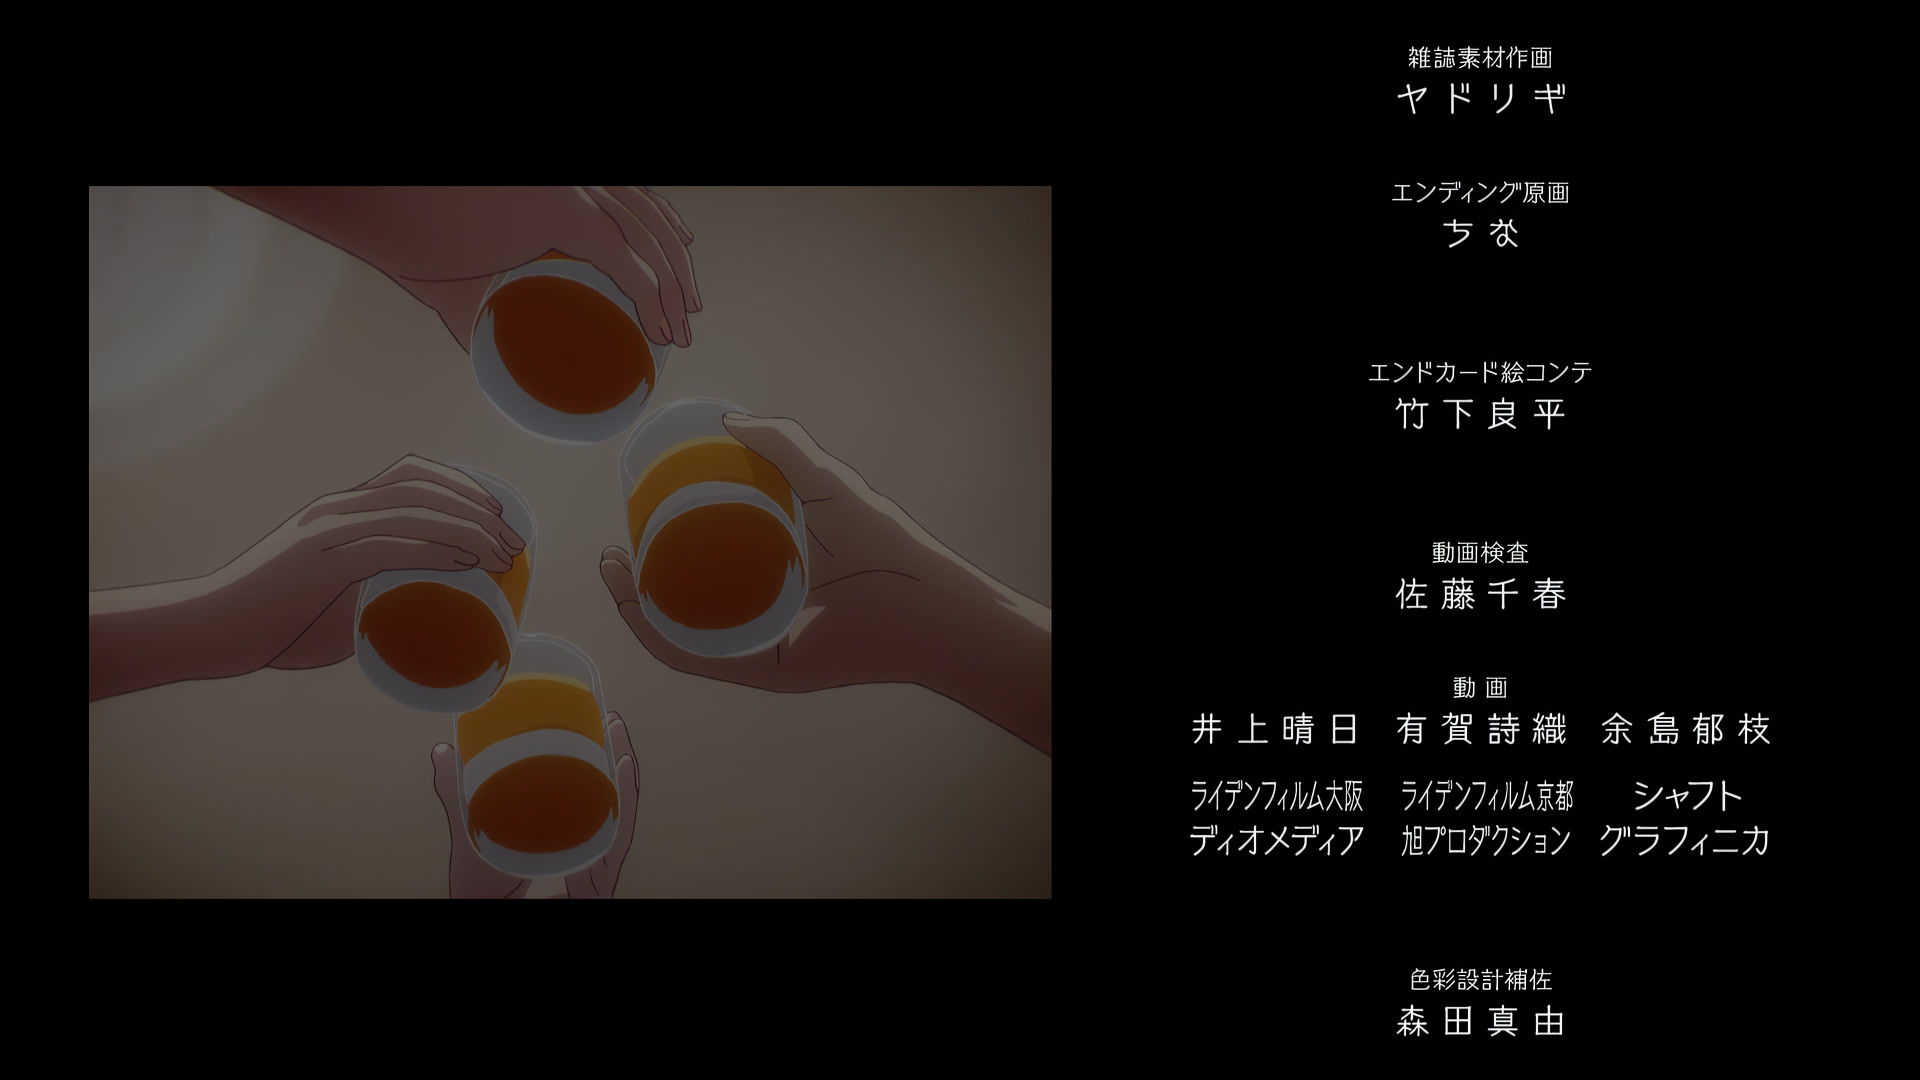 雑誌素材作画
ヤドリギ
エンディング原画
ちな
エンドカード絵コンテ
竹下良平
動画検査
佐藤千春
動画
井上晴日 有賀詩織 余島郁枝
ライデンフィルム大阪 ライデンフィルム京都 シャフト
ディオメディア 旭プロダクション グラフィニカ
色彩設計補佐
森田真由